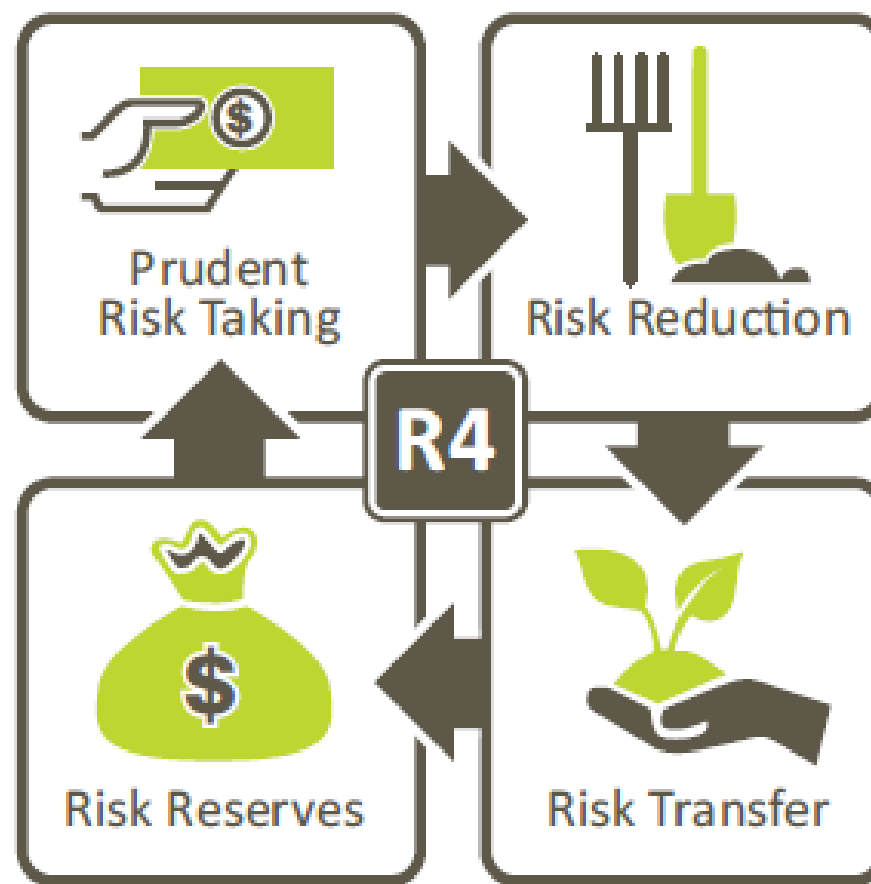 $
Prudent
Risk Taking
Risk Reduction
R4
$
Risk Reserves
Risk Transfer